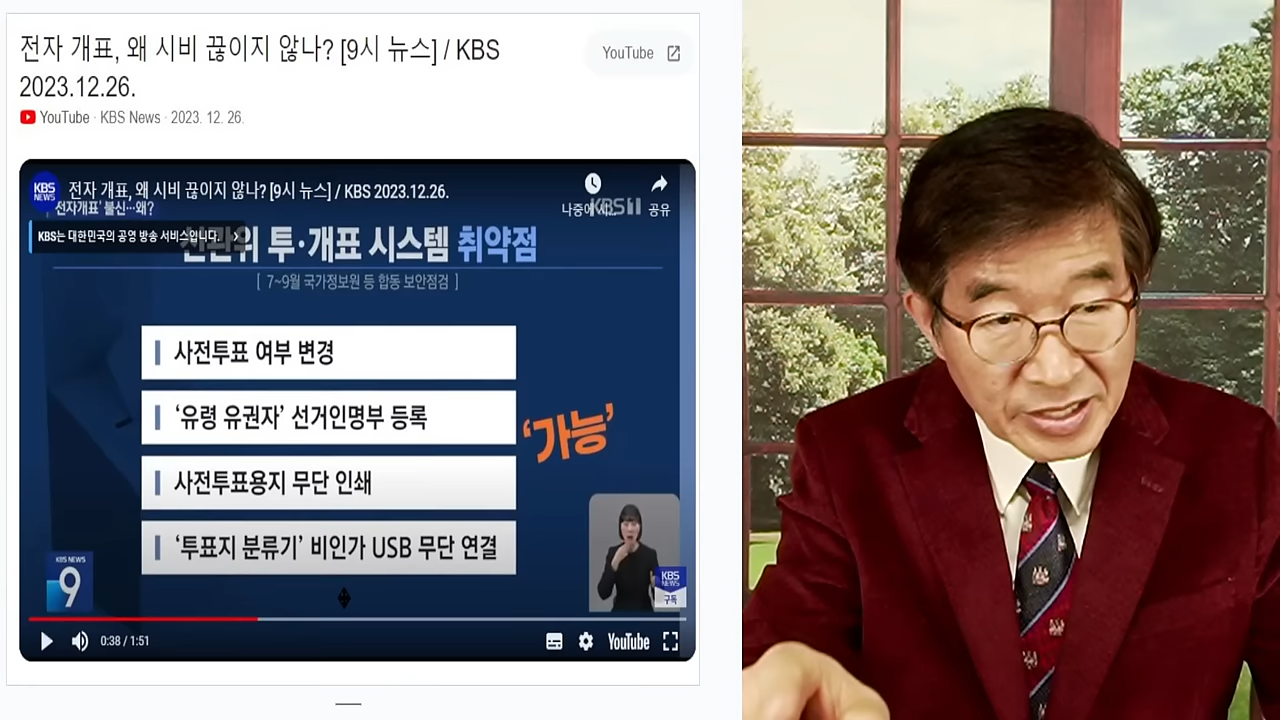 전자 개표, 왜 시비 끊이지 않나? [9시 뉴스] / KBS
2023.12.26.
YouTube
YouTube · KBS News · 2023. 12. 26.
KBS NEWS
전자 개표, 왜 시비 끊이지 않나? [9시 뉴스] / KBS 2023.12.26.
'전자개표' 불신…왜?
KBS는 대한민국의 공영 방송 서비스입니다.
나중에
공유
KBS 1
투·개표 시스템 취약점
[ 7~9월 국가정보원 등 합동 보안점검 ]
사전투표 여부 변경
'유령 유권자' 선거인명부 등록
사전투표용지 무단 인쇄
'투표지 분류기' 비인가 USB 무단 연결
'가능'
KBS NEWS
9
KBS NEWS
구독
0:38 / 1:51
YouTube